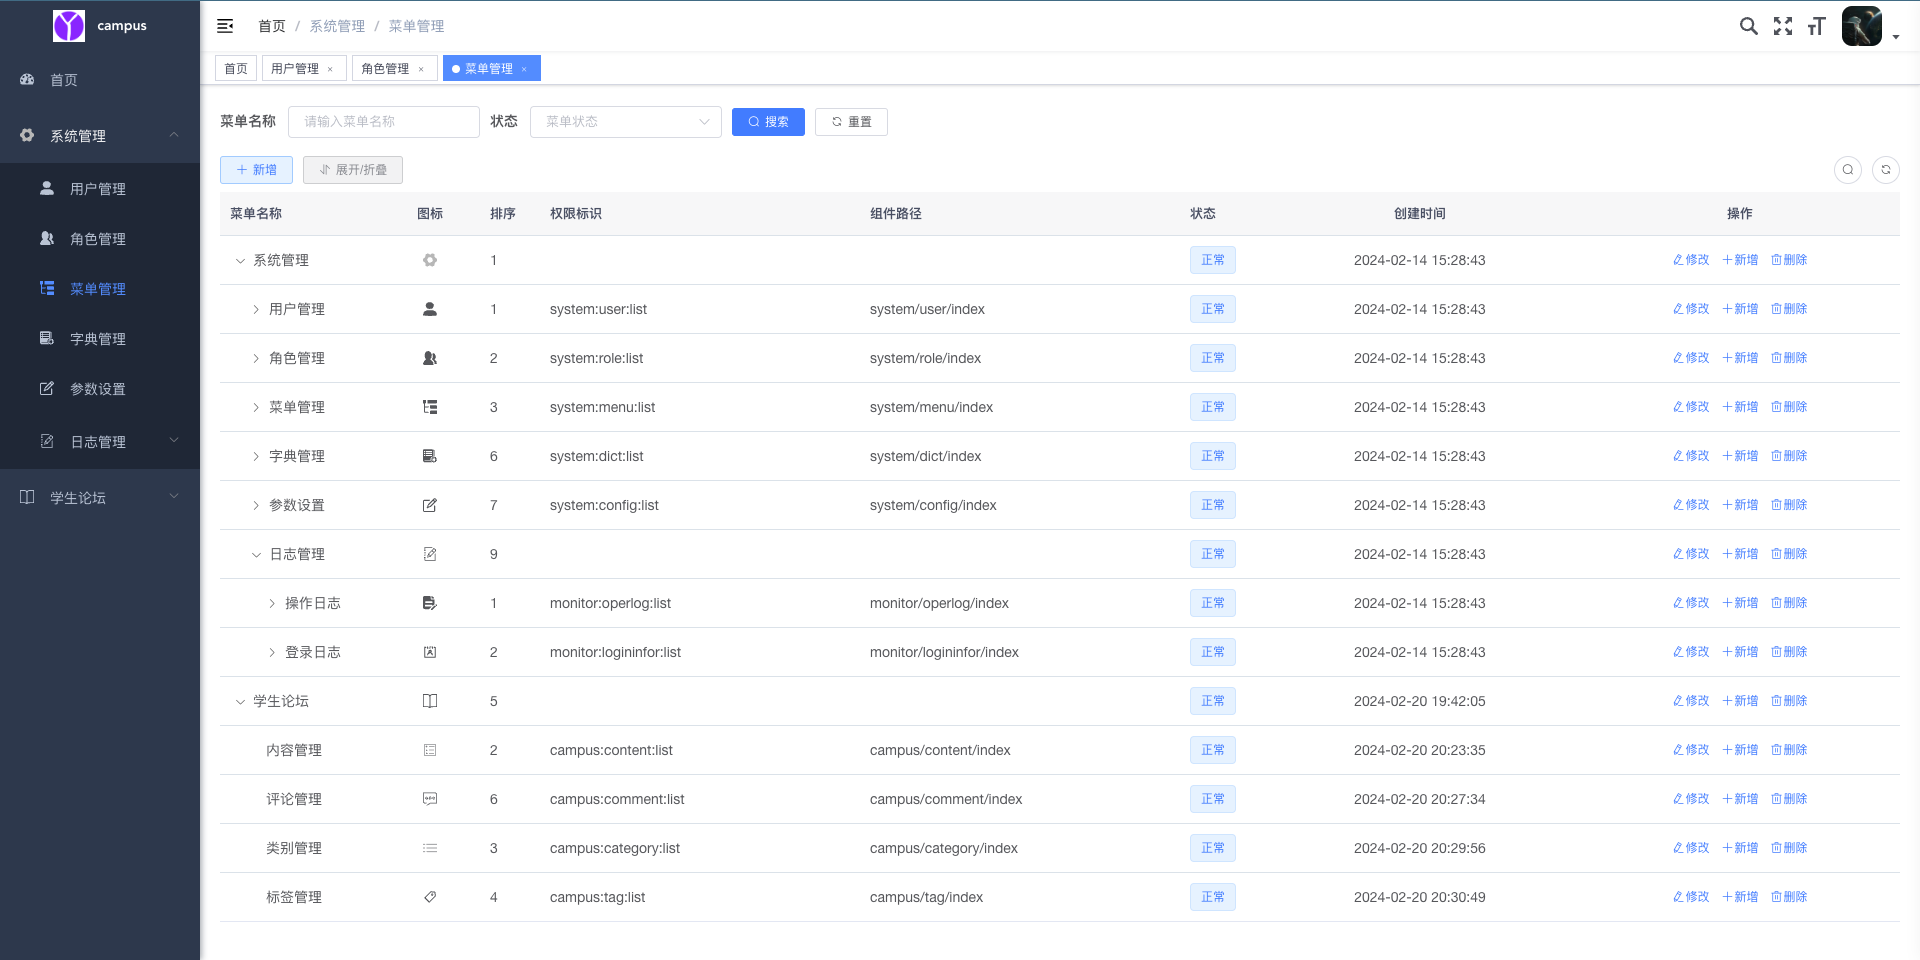 campus
首页 / 系统管理 / 菜单管理
首页 用户管理 × 角色管理 × 菜单管理 ×
首页
系统管理
用户管理
角色管理
菜单管理
字典管理
参数设置
日志管理
学生论坛
菜单名称 请输入菜单名称 状态 菜单状态 搜索 重置
新增 展开/折叠
菜单名称 图标 排序 权限标识 组件路径 状态 创建时间 操作
系统管理 1 正常 2024-02-14 15:28:43 修改 新增 删除
用户管理 1 system:user:list system/user/index 正常 2024-02-14 15:28:43 修改 新增 删除
角色管理 2 system:role:list system/role/index 正常 2024-02-14 15:28:43 修改 新增 删除
菜单管理 3 system:menu:list system/menu/index 正常 2024-02-14 15:28:43 修改 新增 删除
字典管理 6 system:dict:list system/dict/index 正常 2024-02-14 15:28:43 修改 新增 删除
参数设置 7 system:config:list system/config/index 正常 2024-02-14 15:28:43 修改 新增 删除
日志管理 9 正常 2024-02-14 15:28:43 修改 新增 删除
操作日志 1 monitor:operlog:list monitor/operlog/index 正常 2024-02-14 15:28:43 修改 新增 删除
登录日志 2 monitor:logininfor:list monitor/logininfor/index 正常 2024-02-14 15:28:43 修改 新增 删除
学生论坛 5 正常 2024-02-20 19:42:05 修改 新增 删除
内容管理 2 campus:content:list campus/content/index 正常 2024-02-20 20:23:35 修改 新增 删除
评论管理 6 campus:comment:list campus/comment/index 正常 2024-02-20 20:27:34 修改 新增 删除
类别管理 3 campus:category:list campus/category/index 正常 2024-02-20 20:29:56 修改 新增 删除
标签管理 4 campus:tag:list campus/tag/index 正常 2024-02-20 20:30:49 修改 新增 删除